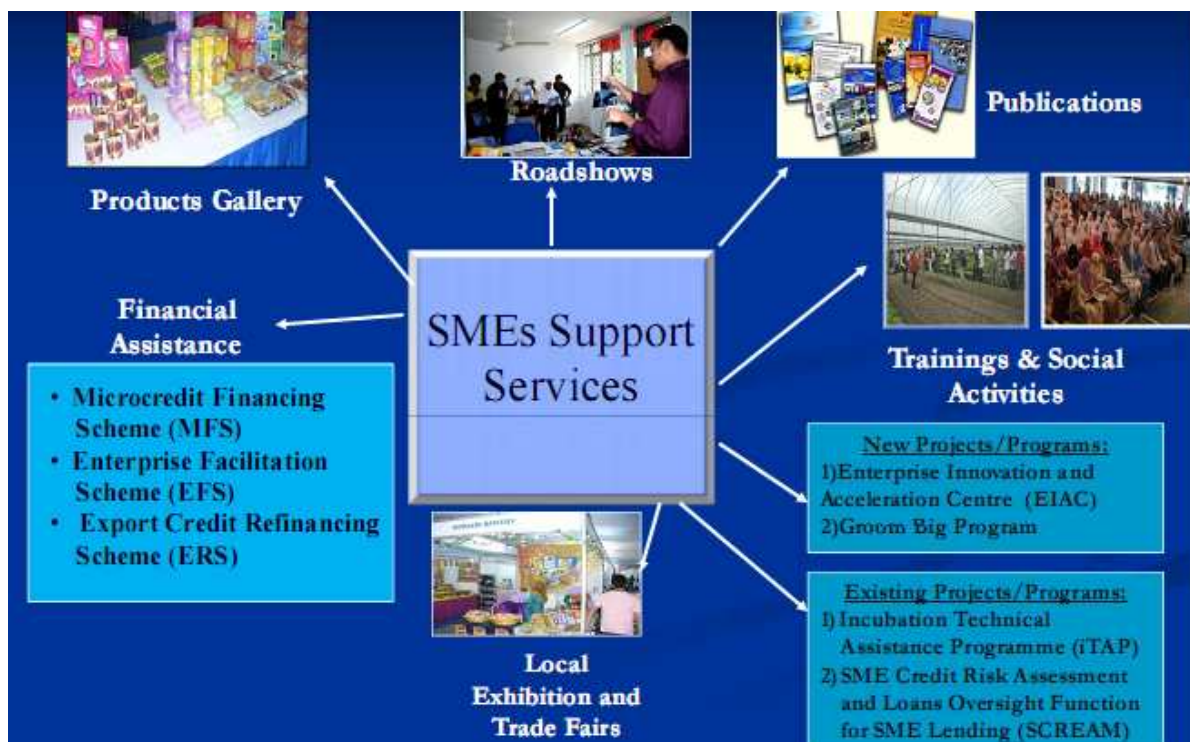 Publications
Roadshows
Products Gallery
Financial
Assistance
SMEs Support
Services
Trainings & Social
Activities
• Microcredit Financing
Scheme (MFS)
• Enterprise Facilitation
Scheme (EFS)
• Export Credit Refinancing
Scheme (ERS)
New Projects/Programs:
1)Enterprise Innovation and
Acceleration Centre (EIAC)
2)Groom Big Program
Existing Projects/Programs:
1) Incubation Technical
Assistance Programme (iTAP)
2) SME Credit Risk Assessment
and Loans Oversight Function
for SME Lending (SCREAM)
Local
Exhibition and
Trade Fairs